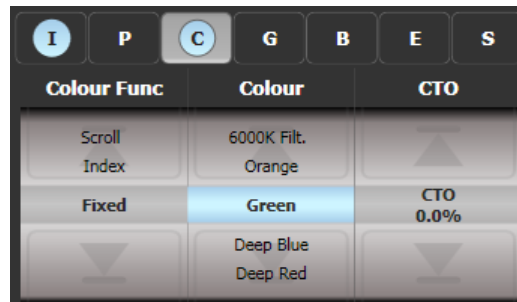 I P C G B E S
Colour Func Colour CTO
Scroll 6000K Filt.
Index Orange
Fixed Green CTO
0.0%
Deep Blue
Deep Red